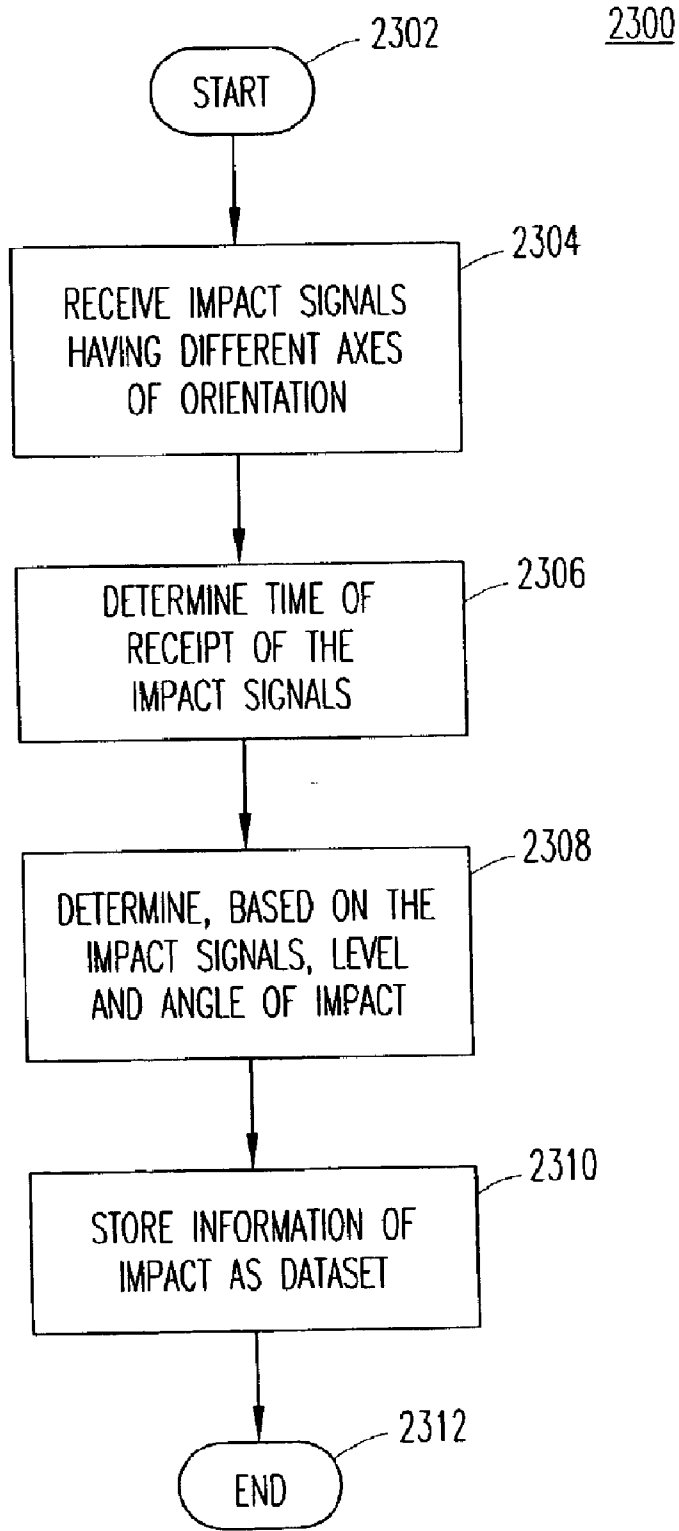 2300
2302
START
2304
RECEIVE IMPACT SIGNALS
HAVING DIFFERENT AXES
OF ORIENTATION
2306
DETERMINE TIME OF
RECEIPT OF THE
IMPACT SIGNALS
2308
DETERMINE, BASED ON THE
IMPACT SIGNALS, LEVEL
AND ANGLE OF IMPACT
2310
STORE INFORMATION OF
IMPACT AS DATASET
2312
END